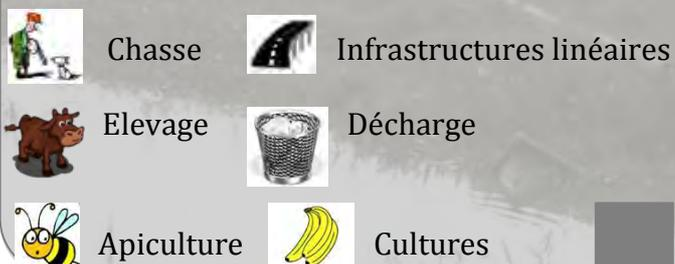 Chasse Infrastructures linéaires
Elevage Décharge
Apiculture Cultures